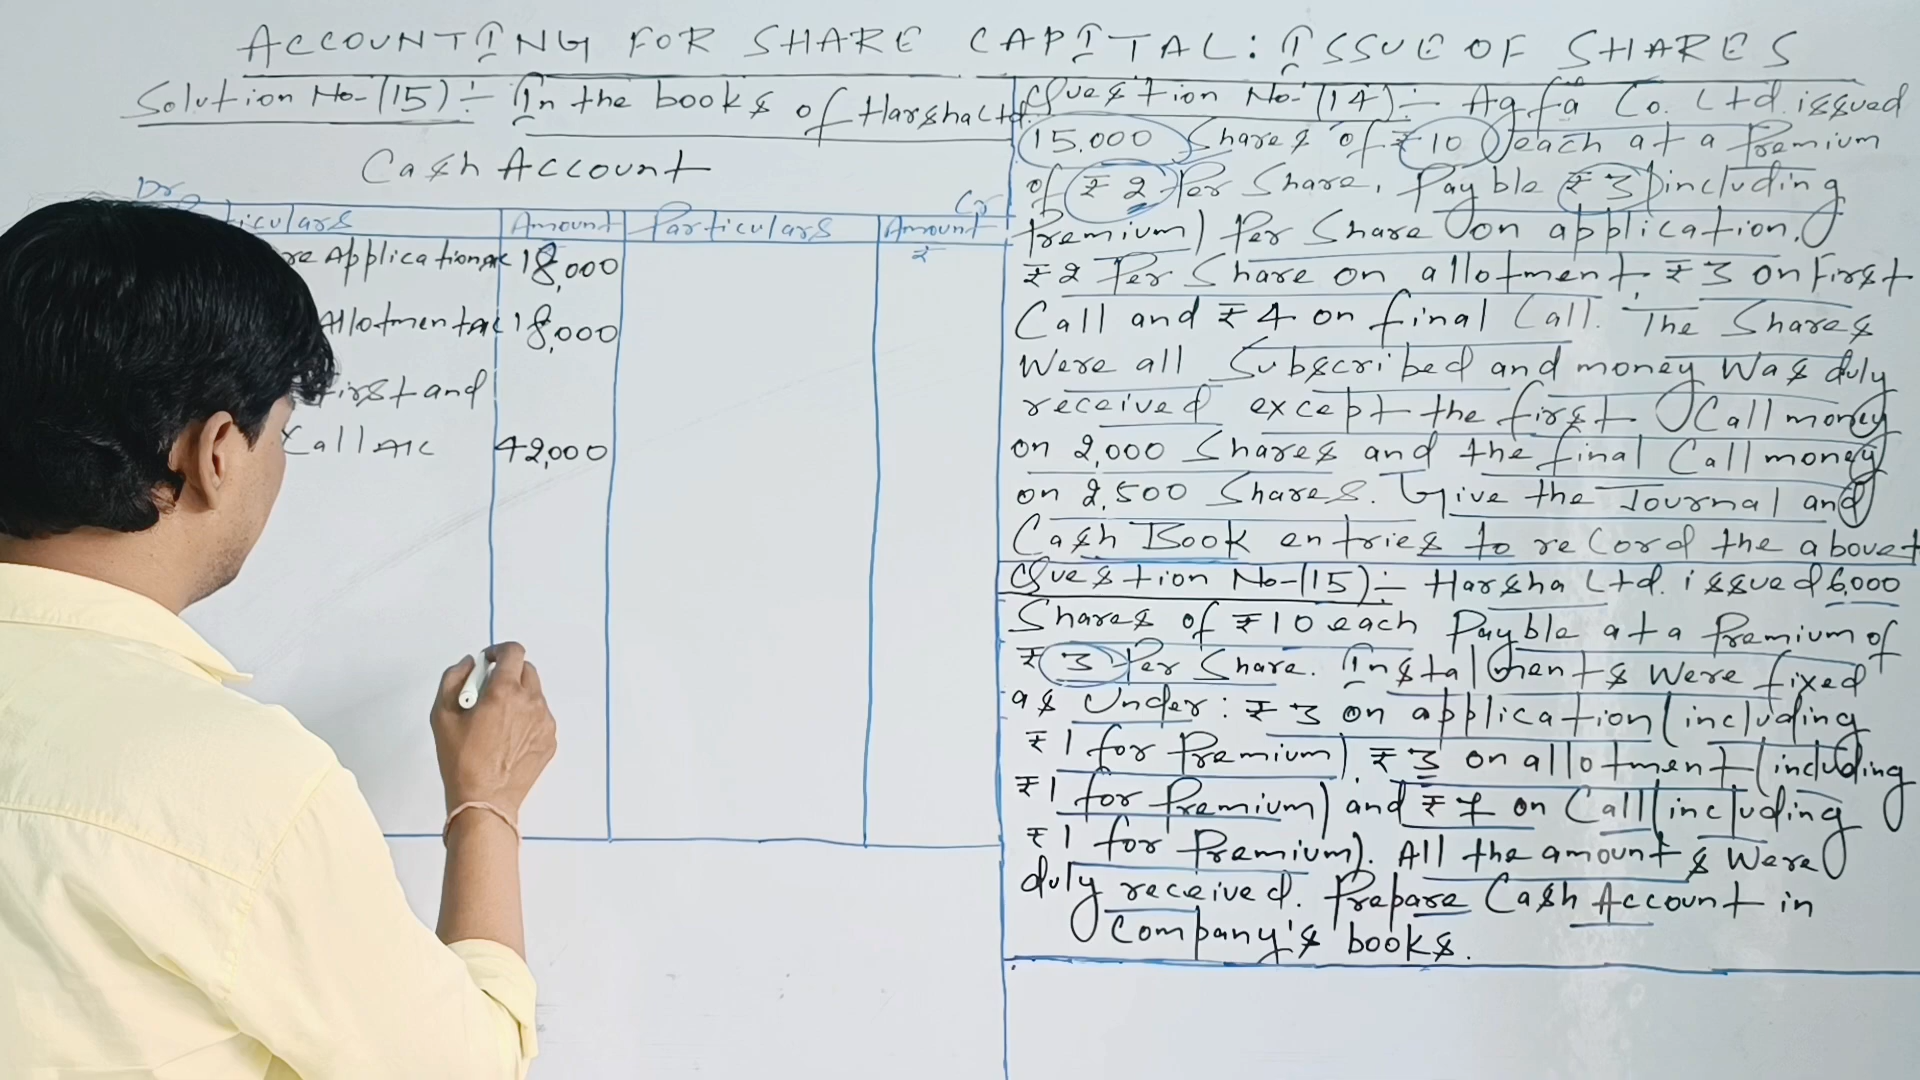 ACCOUNTING FOR SHARE CAPITAL: ISSUE OF SHARES
Solution No-(15):- In the books of Harsha Ltd.
Cash Account
Dr. Cr
iculars Amount Particulars Amount
₹
re Application A/c 18,000
Allotment A/c 18,000
First and
Call A/c 42,000
Question No-(14):- Agfa Co. Ltd. issued
15.000 Shares of ₹10 each at a Premium
of ₹2 Per Share, Payble ₹3 (including
Premium) Per Share on application,
₹2 Per Share on allotment, ₹3 on First
Call and ₹4 on final Call. The Shares
Were all Subscribed and money Was duly
received except the first Call money
on 2,000 Shares and the final Call money
on 2,500 Shares. Give the Journal and
Cash Book entries to record the above
Question No-(15):- Harsha Ltd. issued 6,000
Shares of ₹10 each Payble at a Premium of
₹3 Per Share. Instalments Were fixed
as Under: ₹3 on application (including
₹1 for Premium), ₹3 on allotment (including
₹1 for Premium) and ₹7 on Call (including
₹1 for Premium). All the amounts Were
duly received. Prepare Cash Account in
Company's books.